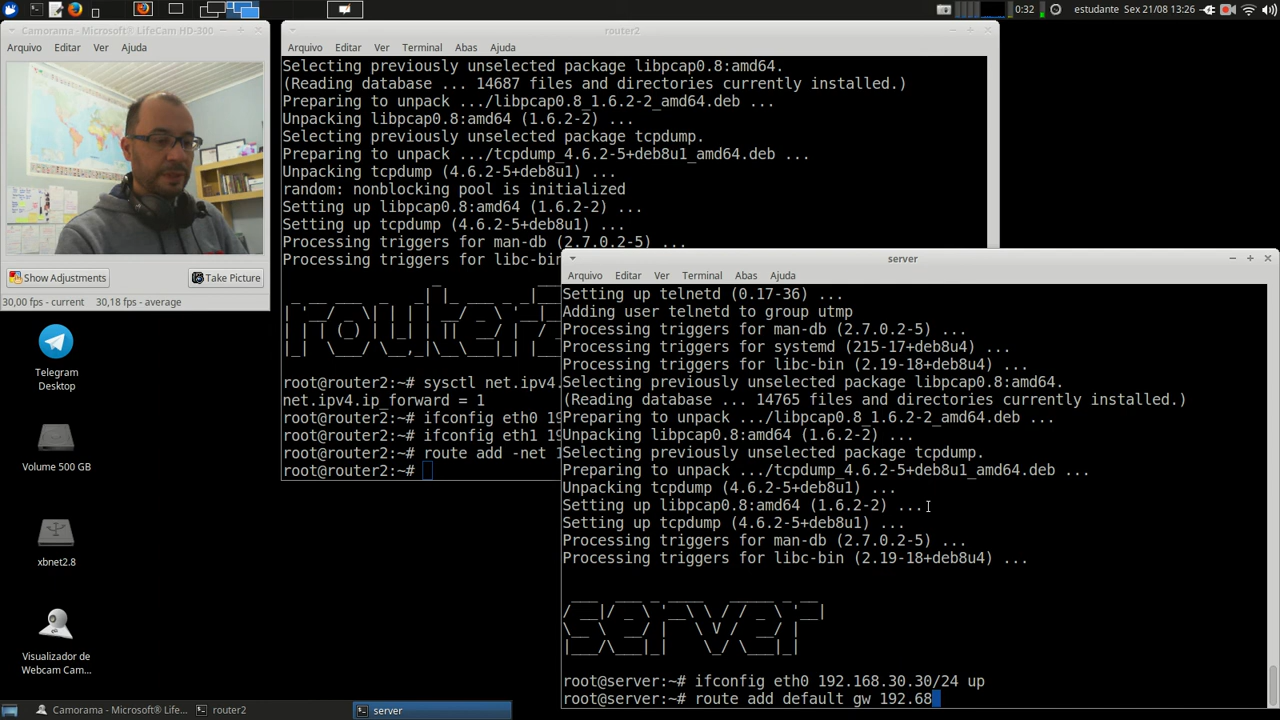 0:32
estudante
Sex 21/08 13:26
Camorama - Microsoft® LifeCam HD-300
Arquivo Editar Ver Ajuda
Show Adjustments
Take Picture
30,00 fps - current 30,18 fps - average
Telegram
Desktop
Volume 500 GB
xbnet2.8
Visualizador de
Webcam Cam...
router2
Arquivo Editar Ver Terminal Abas Ajuda
Selecting previously unselected package libpcap0.8:amd64.
(Reading database ... 14687 files and directories currently installed.)
Preparing to unpack .../libpcap0.8_1.6.2-2_amd64.deb ...
Unpacking libpcap0.8:amd64 (1.6.2-2) ...
Selecting previously unselected package tcpdump.
Preparing to unpack .../tcpdump_4.6.2-5+deb8u1_amd64.deb ...
Unpacking tcpdump (4.6.2-5+deb8u1) ...
random: nonblocking pool is initialized
Setting up libpcap0.8:amd64 (1.6.2-2) ...
Setting up tcpdump (4.6.2-5+deb8u1) ...
Processing triggers for man-db (2.7.0.2-5) ...
Processing triggers for libc-bin
router2
root@router2:~# sysctl net.ipv4.
net.ipv4.ip_forward = 1
root@router2:~# ifconfig eth0 19
root@router2:~# ifconfig eth1 19
root@router2:~# route add -net 1
root@router2:~#
server
Arquivo Editar Ver Terminal Abas Ajuda
Setting up telnetd (0.17-36) ...
Adding user telnetd to group utmp
Processing triggers for man-db (2.7.0.2-5) ...
Processing triggers for systemd (215-17+deb8u4) ...
Processing triggers for libc-bin (2.19-18+deb8u4) ...
Selecting previously unselected package libpcap0.8:amd64.
(Reading database ... 14765 files and directories currently installed.)
Preparing to unpack .../libpcap0.8_1.6.2-2_amd64.deb ...
Unpacking libpcap0.8:amd64 (1.6.2-2) ...
Selecting previously unselected package tcpdump.
Preparing to unpack .../tcpdump_4.6.2-5+deb8u1_amd64.deb ...
Unpacking tcpdump (4.6.2-5+deb8u1) ...
Setting up libpcap0.8:amd64 (1.6.2-2) ...
Setting up tcpdump (4.6.2-5+deb8u1) ...
Processing triggers for man-db (2.7.0.2-5) ...
Processing triggers for libc-bin (2.19-18+deb8u4) ...
server
root@server:~# ifconfig eth0 192.168.30.30/24 up
root@server:~# route add default gw 192.68
Camorama - Microsoft® LifeC...
router2
server